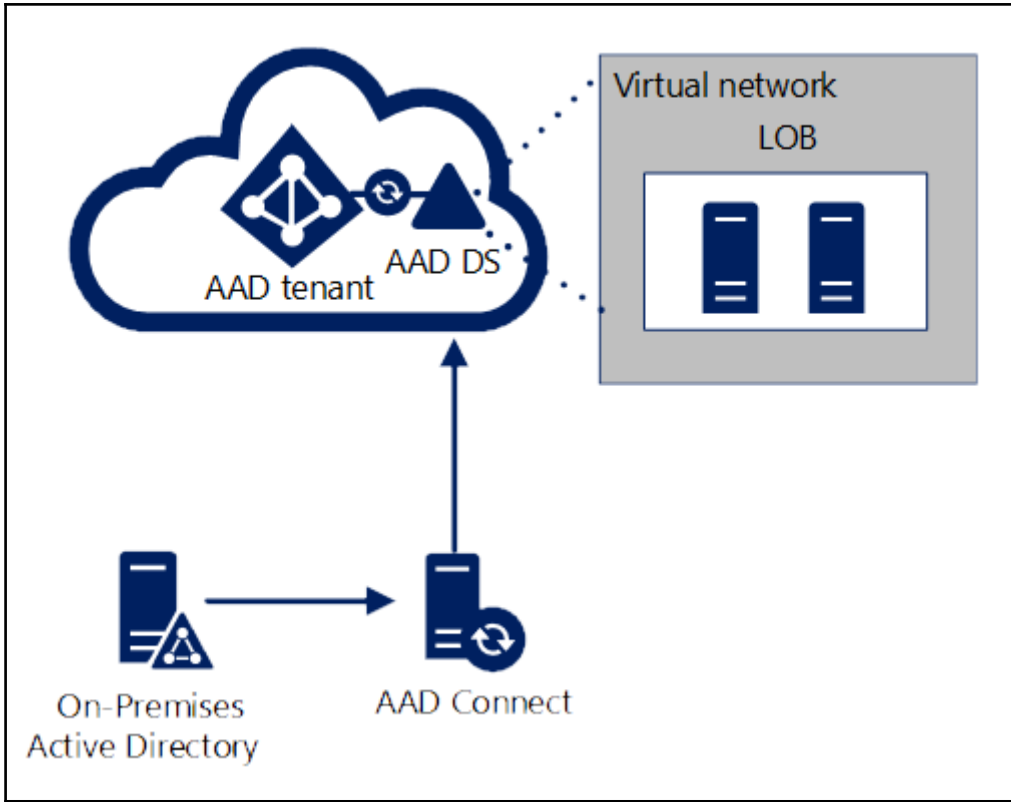 Virtual network
LOB
AAD DS
AAD tenant
On-Premises
Active Directory
AAD Connect